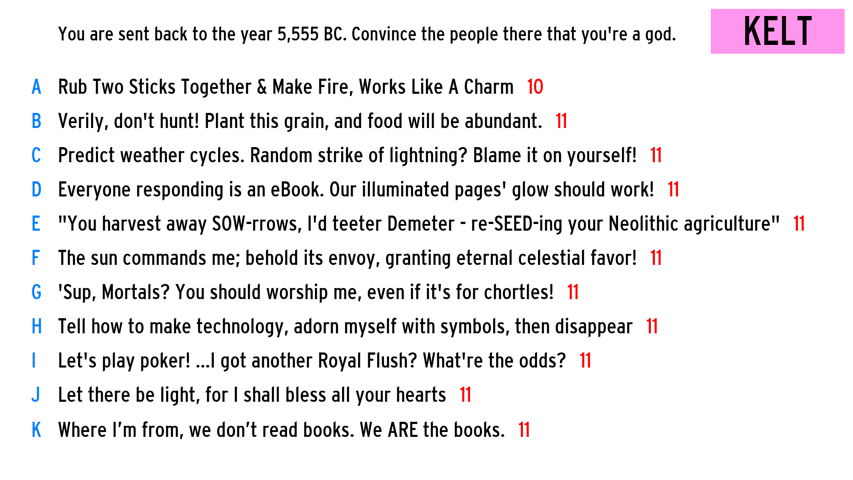 You are sent back to the year 5,555 BC. Convince the people there that you're a god.
KELT
A Rub Two Sticks Together & Make Fire, Works Like A Charm 10
B Verily, don't hunt! Plant this grain, and food will be abundant. 11
C Predict weather cycles. Random strike of lightning? Blame it on yourself! 11
D Everyone responding is an eBook. Our illuminated pages' glow should work! 11
E "You harvest away SOW-rrows, I'd teeter Demeter - re-SEED-ing your Neolithic agriculture" 11
F The sun commands me; behold its envoy, granting eternal celestial favor! 11
G 'Sup, Mortals? You should worship me, even if it's for chortles! 11
H Tell how to make technology, adorn myself with symbols, then disappear 11
I Let's play poker! ...I got another Royal Flush? What're the odds? 11
J Let there be light, for I shall bless all your hearts 11
K Where I’m from, we don’t read books. We ARE the books. 11